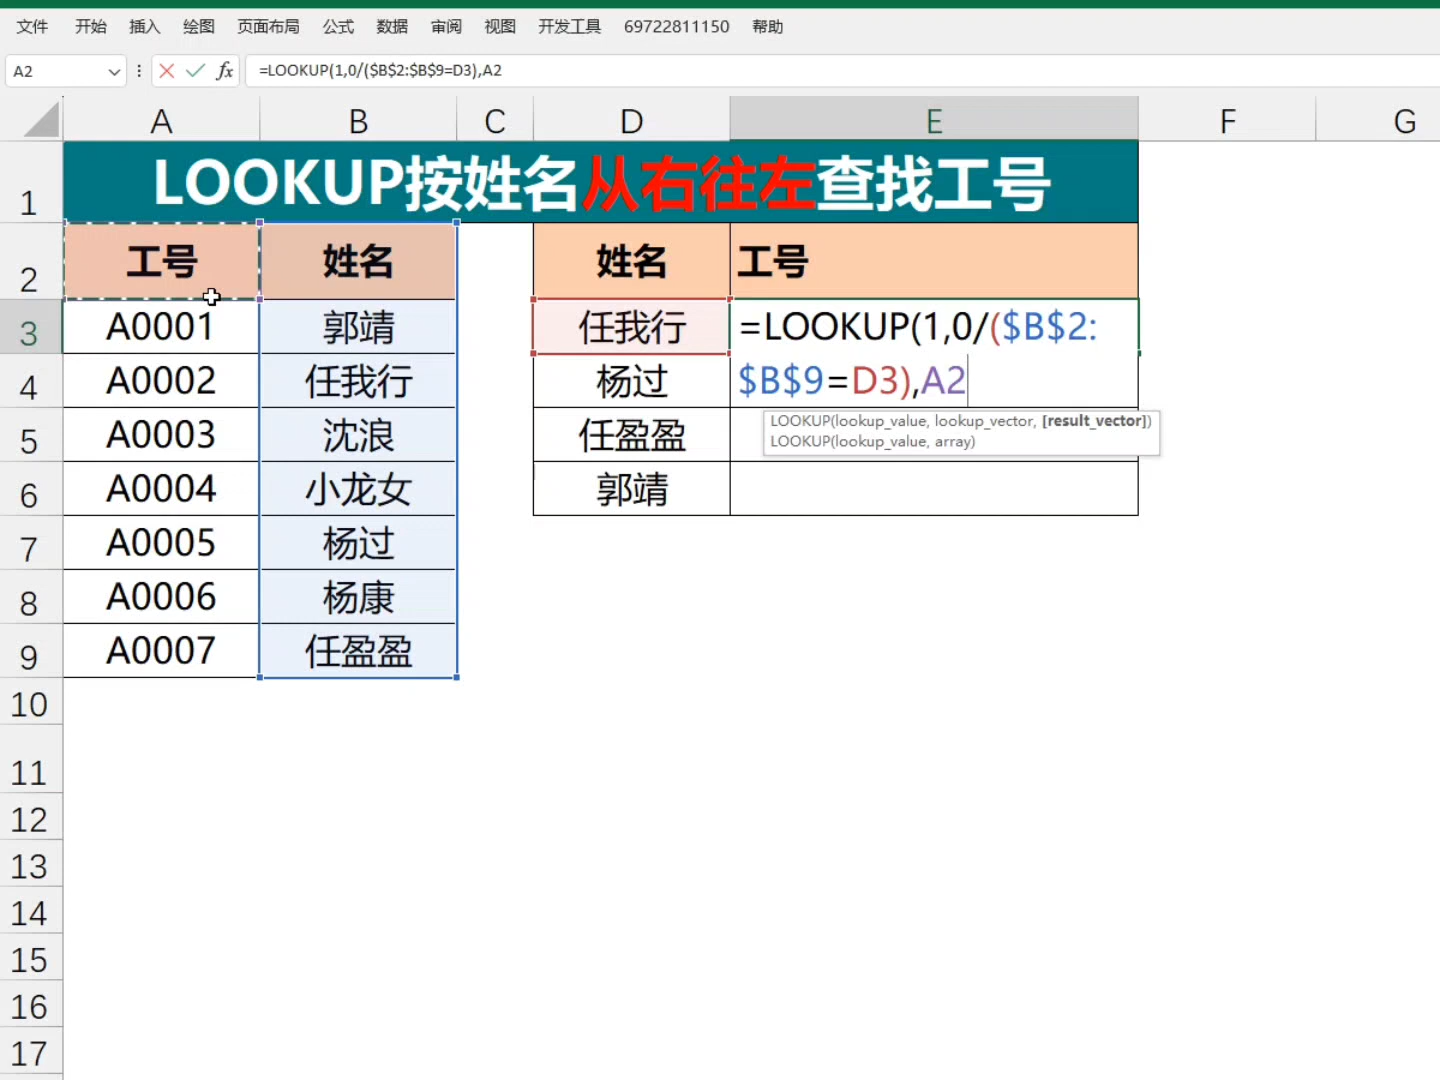 文件 开始 插入 绘图 页面布局 公式 数据 审阅 视图 开发工具 69722811150 帮助
A2 fx =LOOKUP(1,0/($B$2:$B$9=D3),A2
A B C D E F G
1 LOOKUP按姓名从右往左查找工号
2 工号 姓名 姓名 工号
3 A0001 郭靖 任我行 =LOOKUP(1,0/($B$2:
4 A0002 任我行 杨过 $B$9=D3),A2
LOOKUP(lookup_value, lookup_vector, [result_vector])
5 A0003 沈浪 任盈盈
LOOKUP(lookup_value, array)
6 A0004 小龙女 郭靖
7 A0005 杨过
8 A0006 杨康
9 A0007 任盈盈
10
11
12
13
14
15
16
17